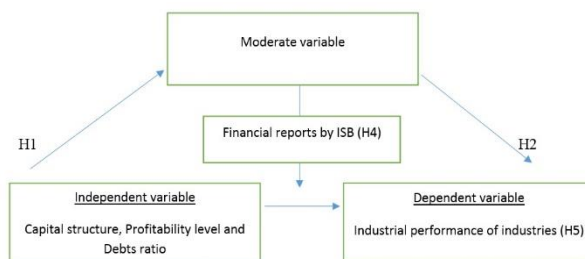 Moderate variable
Financial reports by ISB (H4)
H1
H2
Independent variable
Capital structure, Profitability level and
Debts ratio
Dependent variable
Industrial performance of industries (H5)